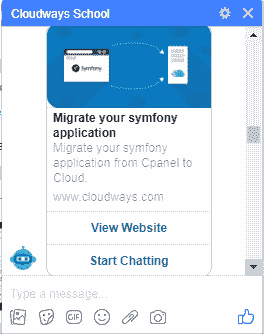 Cloudways School
Symfony
Migrate your symfony
application
Migrate your symfony
application from Cpanel to
Cloud.
www.cloudways.com
View Website
Start Chatting
Type a message...
GIF